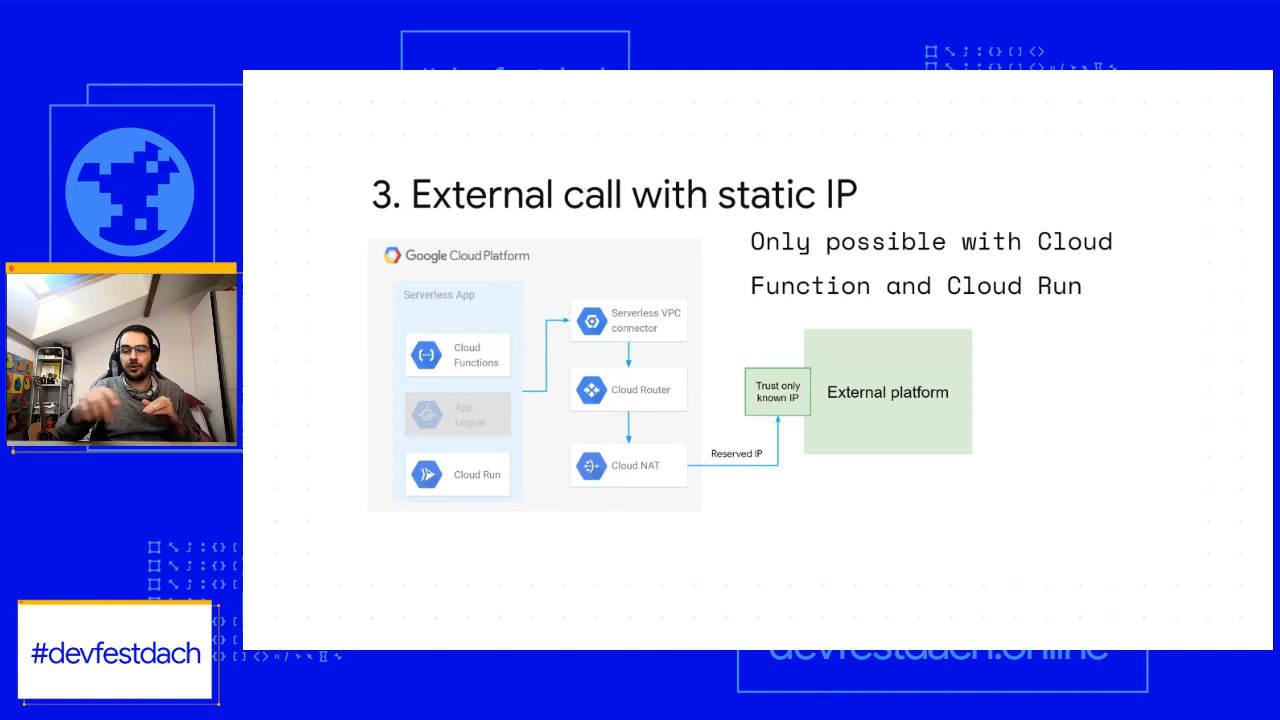 3. External call with static IP
Only possible with Cloud
Function and Cloud Run
Google Cloud Platform
Serverless App
Cloud
Functions
App
Engine
Cloud Run
Serverless VPC
connector
Cloud Router
Cloud NAT
Reserved IP
Trust only
known IP
External platform
#devfestdach
devfestdach.online